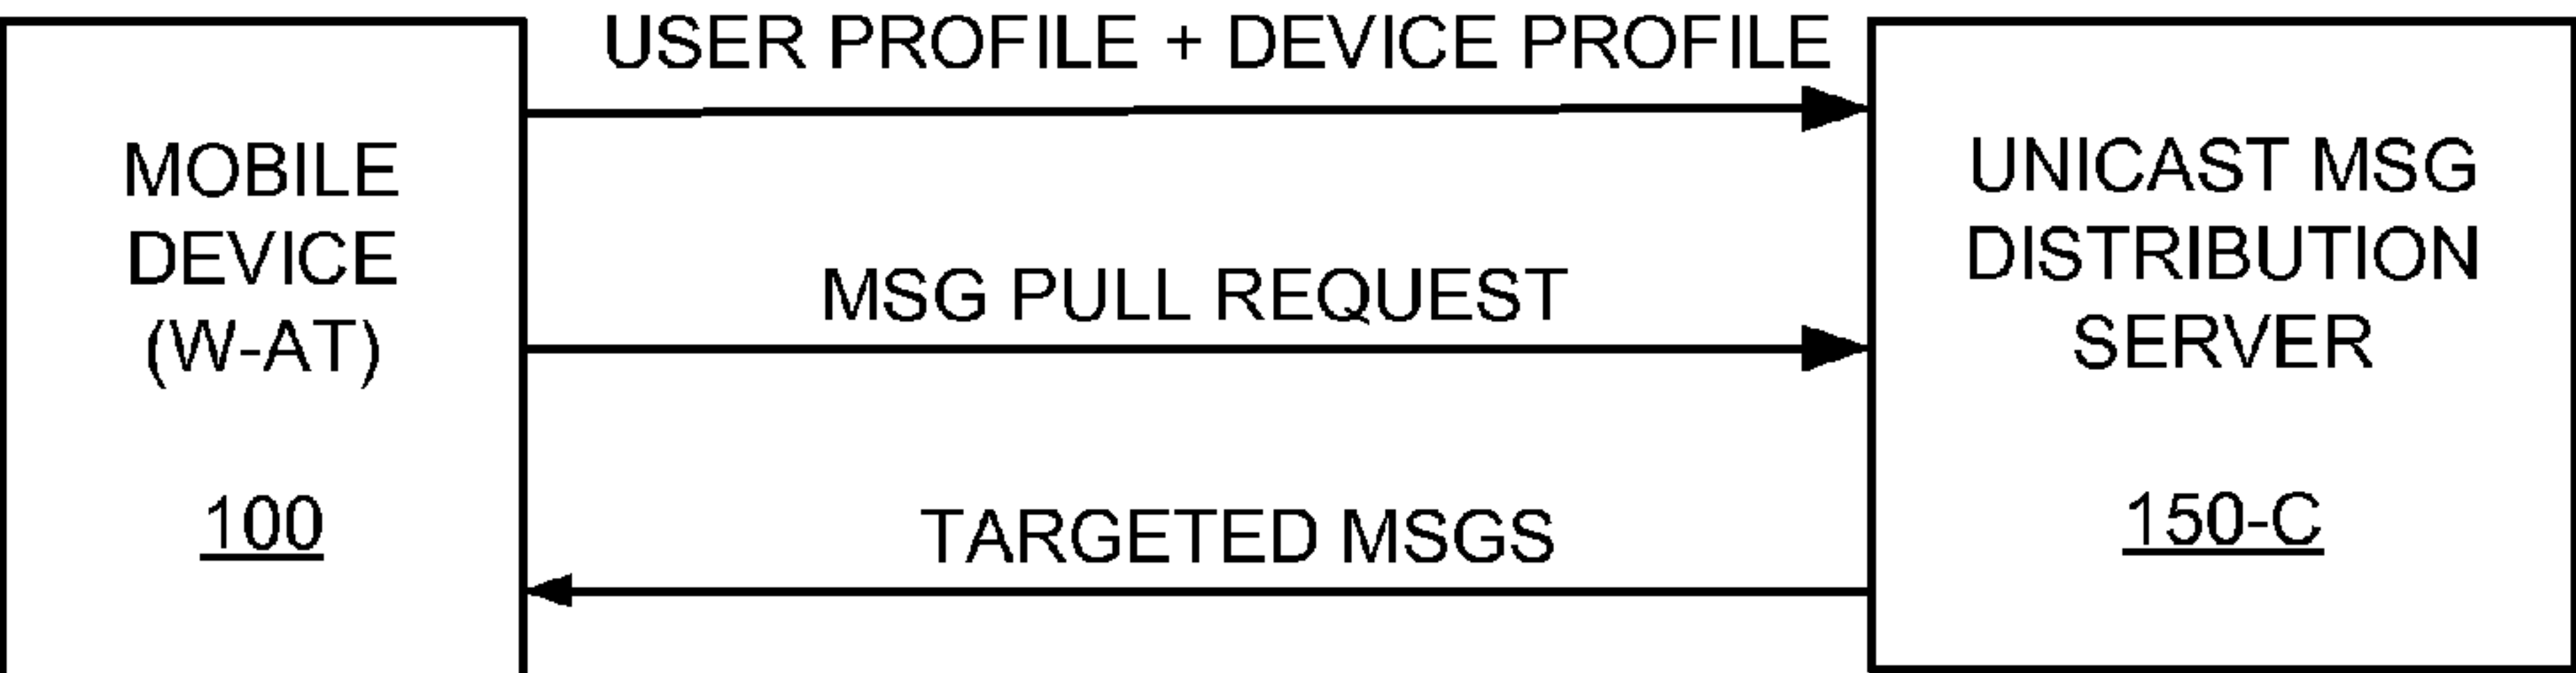 USER PROFILE + DEVICE PROFILE
MOBILE
DEVICE
(W-AT)
100
MSG PULL REQUEST
TARGETED MSGS
UNICAST MSG
DISTRIBUTION
SERVER
150-C